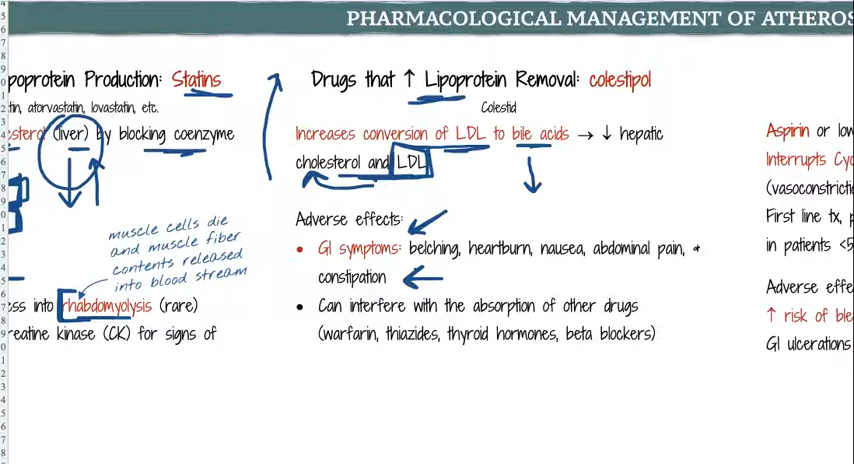 PHARMACOLOGICAL MANAGEMENT OF ATHEROS
poprotein Production: Statins
tin, atorvastatin, lovastatin, etc.
esterol (liver) by blocking coenzyme
muscle cells die
and muscle fiber
contents released
into blood stream
ess into rhabdomyolysis (rare)
reatine kinase (CK) for signs of
Drugs that ↑ Lipoprotein Removal: colestipol
Colestid
Increases conversion of LDL to bile acids → ↓ hepatic
cholesterol and LDL
Adverse effects:
• GI symptoms: belching, heartburn, nausea, abdominal pain, +
constipation
• Can interfere with the absorption of other drugs
(warfarin, thiazides, thyroid hormones, beta blockers)
Aspirin or low
Interrupts Cyc
(vasoconstrictio
First line tx, p
in patients <5
Adverse effe
↑ risk of ble
GI ulcerations